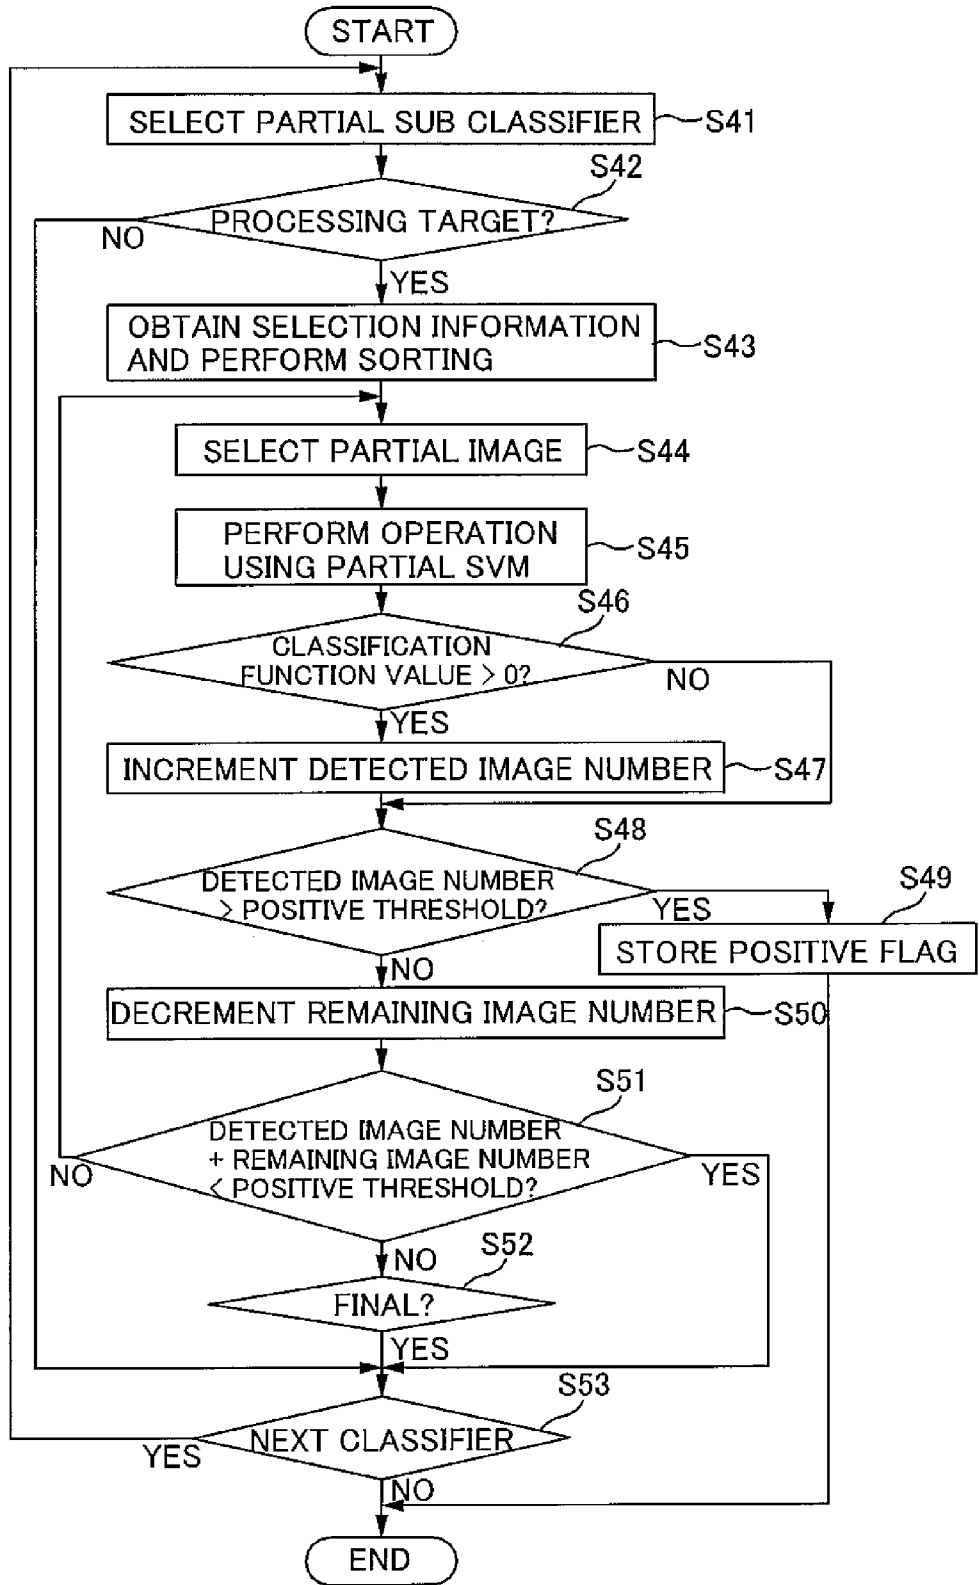 START
SELECT PARTIAL SUB CLASSIFIER
S41
S42
PROCESSING TARGET?
NO
YES
OBTAIN SELECTION INFORMATION
AND PERFORM SORTING
S43
SELECT PARTIAL IMAGE
S44
PERFORM OPERATION
USING PARTIAL SVM
S45
S46
CLASSIFICATION
FUNCTION VALUE > 0?
NO
YES
INCREMENT DETECTED IMAGE NUMBER
S47
S48
DETECTED IMAGE NUMBER
> POSITIVE THRESHOLD?
YES
S49
STORE POSITIVE FLAG
NO
DECREMENT REMAINING IMAGE NUMBER
S50
S51
DETECTED IMAGE NUMBER
+ REMAINING IMAGE NUMBER
< POSITIVE THRESHOLD?
NO
YES
NO
S52
FINAL?
YES
S53
NEXT CLASSIFIER
YES
NO
END